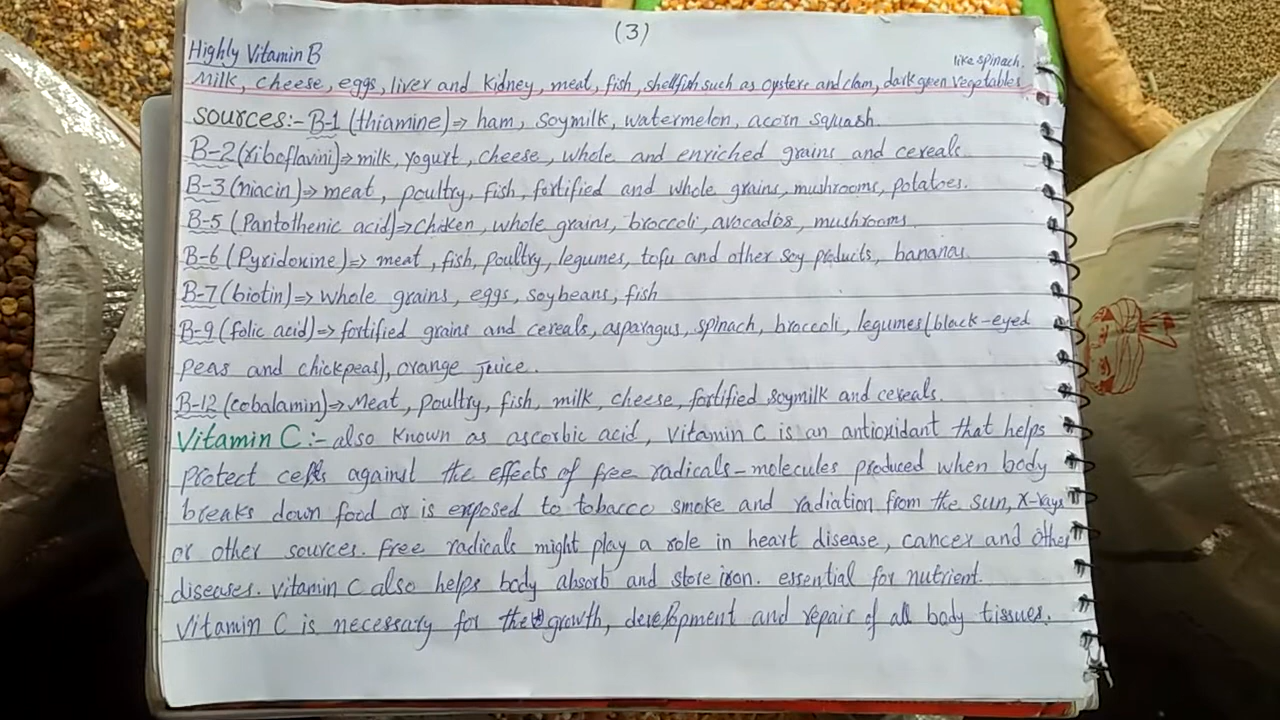 (3)
Highly Vitamin B
like spinach.
Milk, cheese, eggs, liver and Kidney, meat, fish, shellfish such as oysters and clam, dark green vegetables
Sources:- B-1 (thiamine)=> ham, soymilk, watermelon, acorn squash.
B-2 (riboflavini)=> milk, yogurt, cheese, whole and enriched grains and cereals.
B-3 (niacin)=> meat, poultry, fish, fortified and whole grains, mushrooms, potatoes.
B-5 (Pantothenic acid)=> chiken, whole grains, broccoli, avocados, mushrooms.
B-6 (Pyridoxine)=> meat, fish, poultry, legumes, tofu and other soy products, bananas.
B-7 (biotin)=> Whole grains, eggs, soybeans, fish
B-9 (folic acid)=> fortified grains and cereals, asparagus, spinach, broccoli, legumes (black-eyed
peas and chickpeas), orange juice.
B-12 (cobalamin)=> Meat, poultry, fish, milk, cheese, fortified soymilk and cereals.
Vitamin C:- also known as ascorbic acid, vitamin C is an antioxidant that helps
protect cells against the effects of free radicals - molecules produced when body
breaks down food or is exposed to tobacco smoke and radiation from the sun, x-rays
or other sources. Free radicals might play a role in heart disease, cancer and other
diseases. vitamin C also helps body absorb and store iron. essential for nutrient.
Vitamin C is necessary for the growth, development and repair of all body tissues.